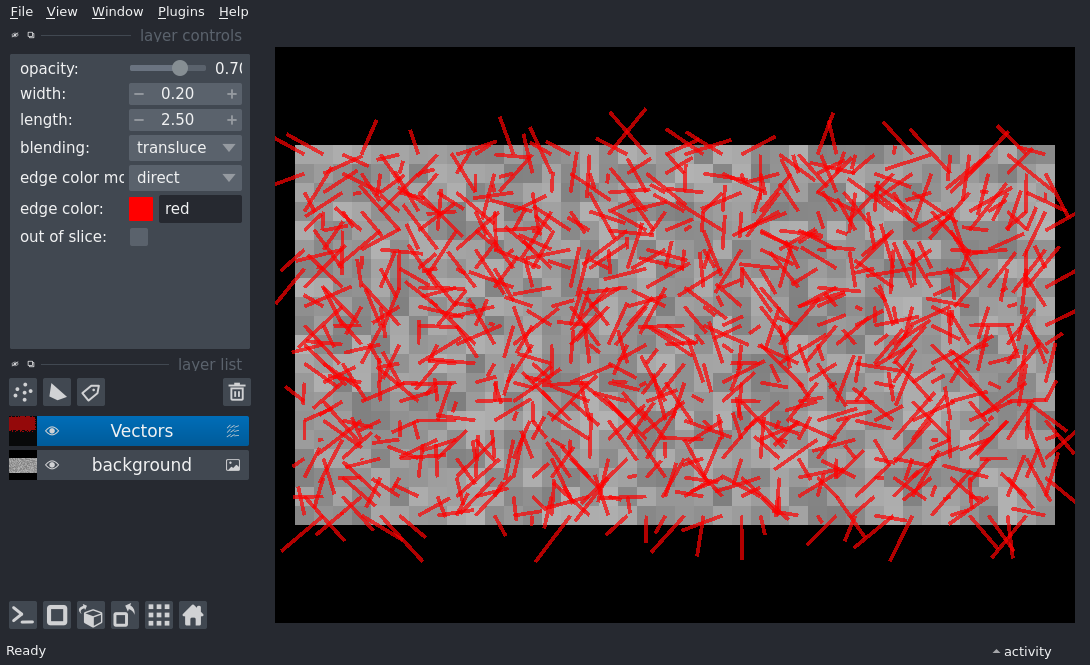 File View Window Plugins Help
layer controls
opacity: 0.70
width: − 0.20 +
length: − 2.50 +
blending: transluce
edge color mo direct
edge color: red
out of slice:
layer list
Vectors
background
Ready
activity